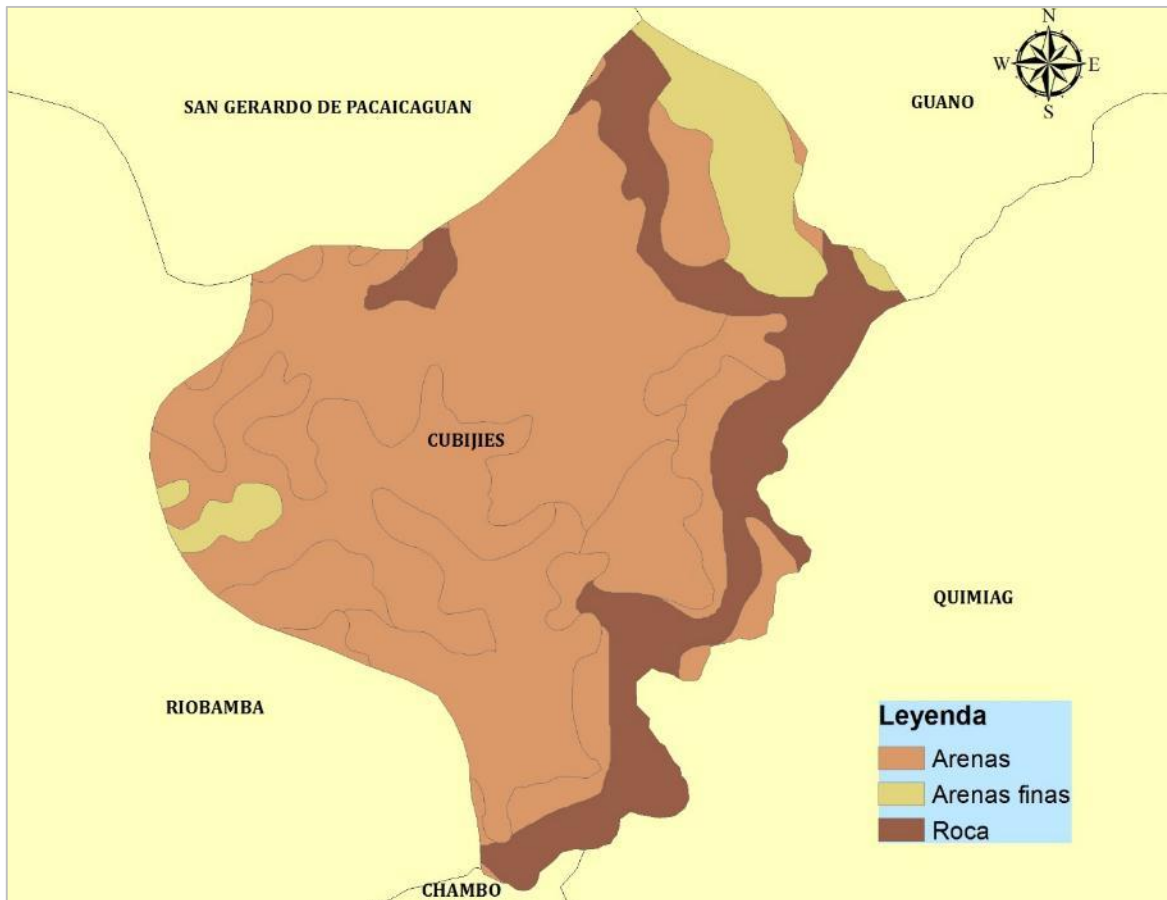 N
W E
S
SAN GERARDO DE PACAICAGUAN
GUANO
CUBIJIES
QUIMIAG
RIOBAMBA
Leyenda
Arenas
Arenas finas
Roca
CHAMBO